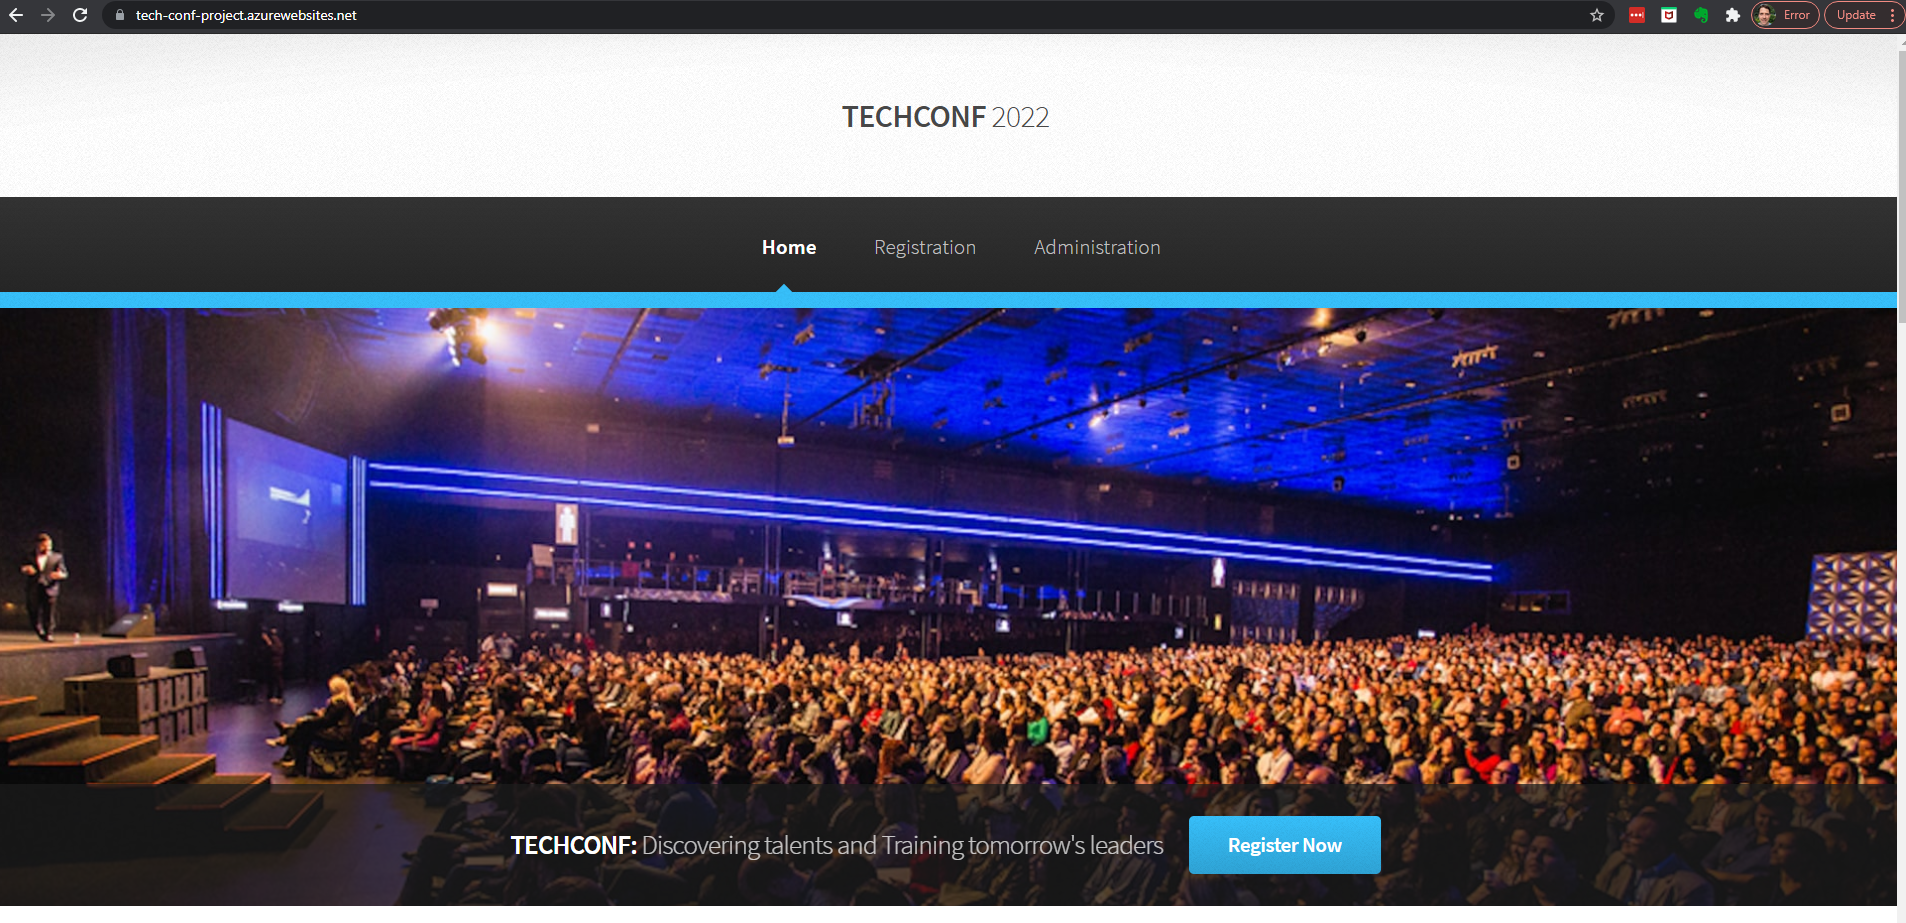 tech-conf-project.azurewebsites.net
Error
Update
TECHCONF 2022
Home
Registration
Administration
TECHCONF: Discovering talents and Training tomorrow's leaders
Register Now